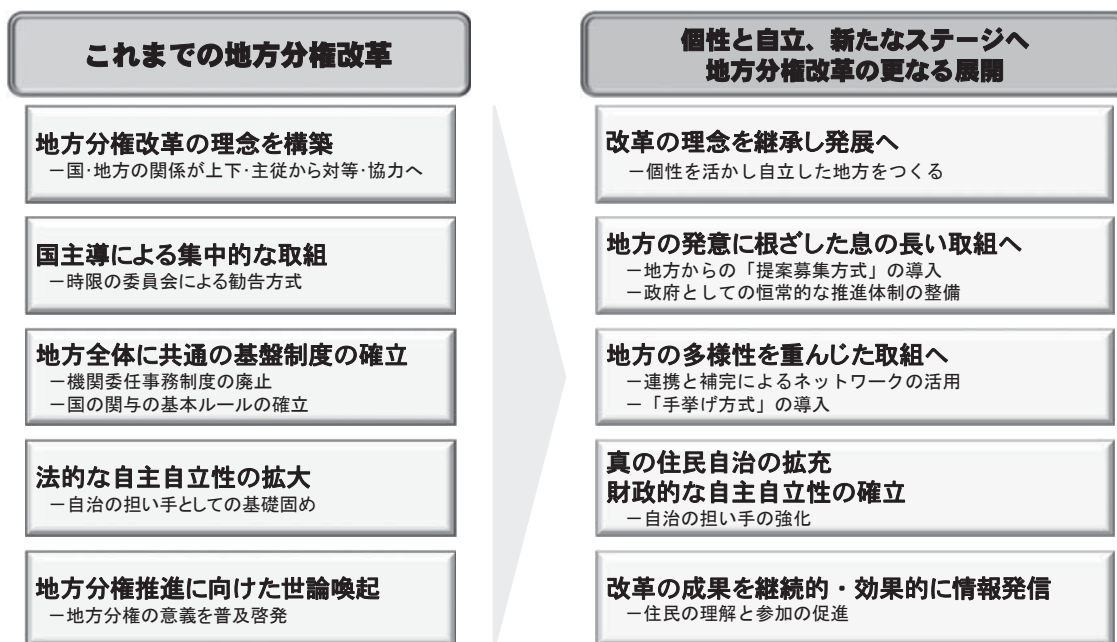 これまでの地方分権改革
地方分権改革の理念を構築
－国･地方の関係が上下･主従から対等･協力へ
国主導による集中的な取組
－時限の委員会による勧告方式
地方全体に共通の基盤制度の確立
－機関委任事務制度の廃止
－国の関与の基本ルールの確立
法的な自主自立性の拡大
－自治の担い手としての基礎固め
地方分権推進に向けた世論喚起
－地方分権の意義を普及啓発
個性と自立、新たなステージへ
地方分権改革の更なる展開
改革の理念を継承し発展へ
－個性を活かし自立した地方をつくる
地方の発意に根ざした息の長い取組へ
－地方からの「提案募集方式」の導入
－政府としての恒常的な推進体制の整備
地方の多様性を重んじた取組へ
－連携と補完によるネットワークの活用
－「手挙げ方式」の導入
真の住民自治の拡充
財政的な自主自立性の確立
－自治の担い手の強化
改革の成果を継続的・効果的に情報発信
－住民の理解と参加の促進